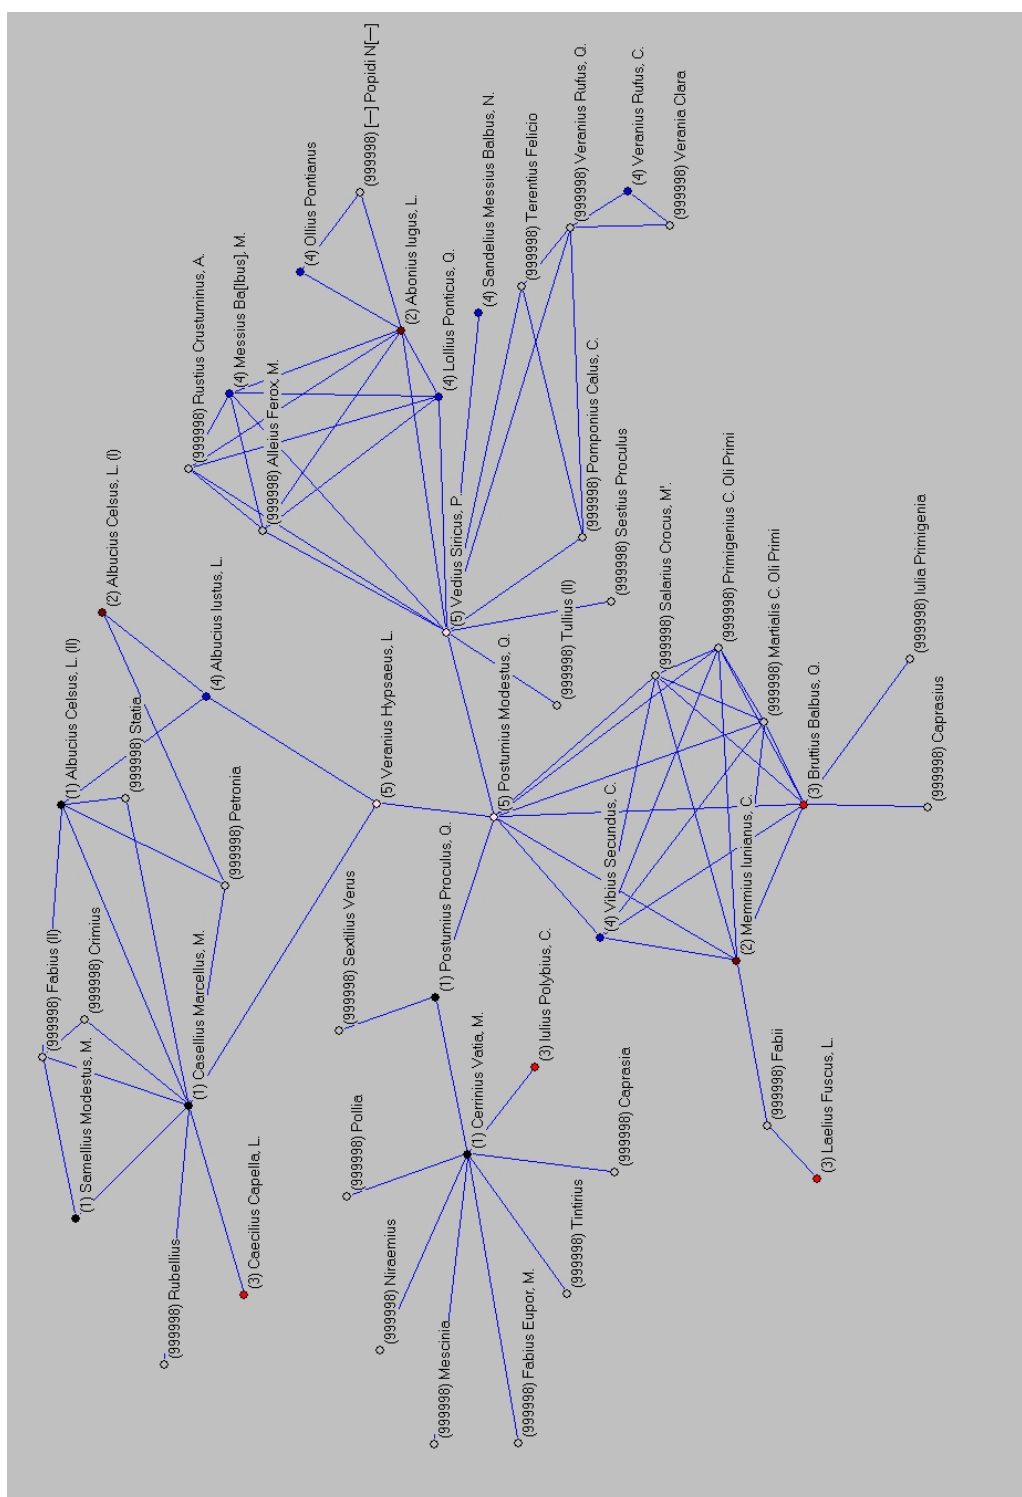 (999998) [---] Popidi N[---]
(4) Ollius Pontianus
(999998) Rustius Crustuminus, A.
(4) Messius Ba[lbus], M.
(2) Abonius Iugus, L.
(999998) Alleius Ferox, M.
(4) Lollius Ponticus, Q.
(4) Sandelius Messius Balbus, N.
(999998) Terentius Felicio
(999998) Veranius Rufus, Q.
(4) Veranius Rufus, C.
(999998) Verania Clara
(2) Albucius Celsus, L. (I)
(4) Albucius Iustus, L.
(1) Albucius Celsus, L. (II)
(999998) Statia
(999998) Petronia
(5) Veranius Hypsaeus, L.
(5) Vedius Siricus, P.
(999998) Pomponius Calus, C.
(999998) Sestius Proculus
(999998) Tullius (II)
(5) Postumius Modestus, Q.
(999998) Salarius Crocus, M'.
(999998) Primigenius C. Oli Primi
(999998) Martialis C. Oli Primi
(3) Bruttius Balbus, Q.
(999998) Iulia Primigenia
(999998) Caprasius
(4) Vibius Secundus, C.
(2) Memmius Iunianus, C.
(999998) Fabii
(3) Laelius Fuscus, L.
(999998) Fabius (II)
(999998) Crimius
(1) Samellius Modestus, M.
(1) Casellius Marcellus, M.
(999998) Rubellius
(3) Caecilius Capella, L.
(999998) Sextilius Verus
(1) Postumius Proculus, Q.
(3) Iulius Polybius, C.
(999998) Pollia
(1) Cerrinius Vatia, M.
(999998) Caprasia
(999998) Niraemius
(999998) Mescinia
(999998) Fabius Eupor, M.
(999998) Tintirius